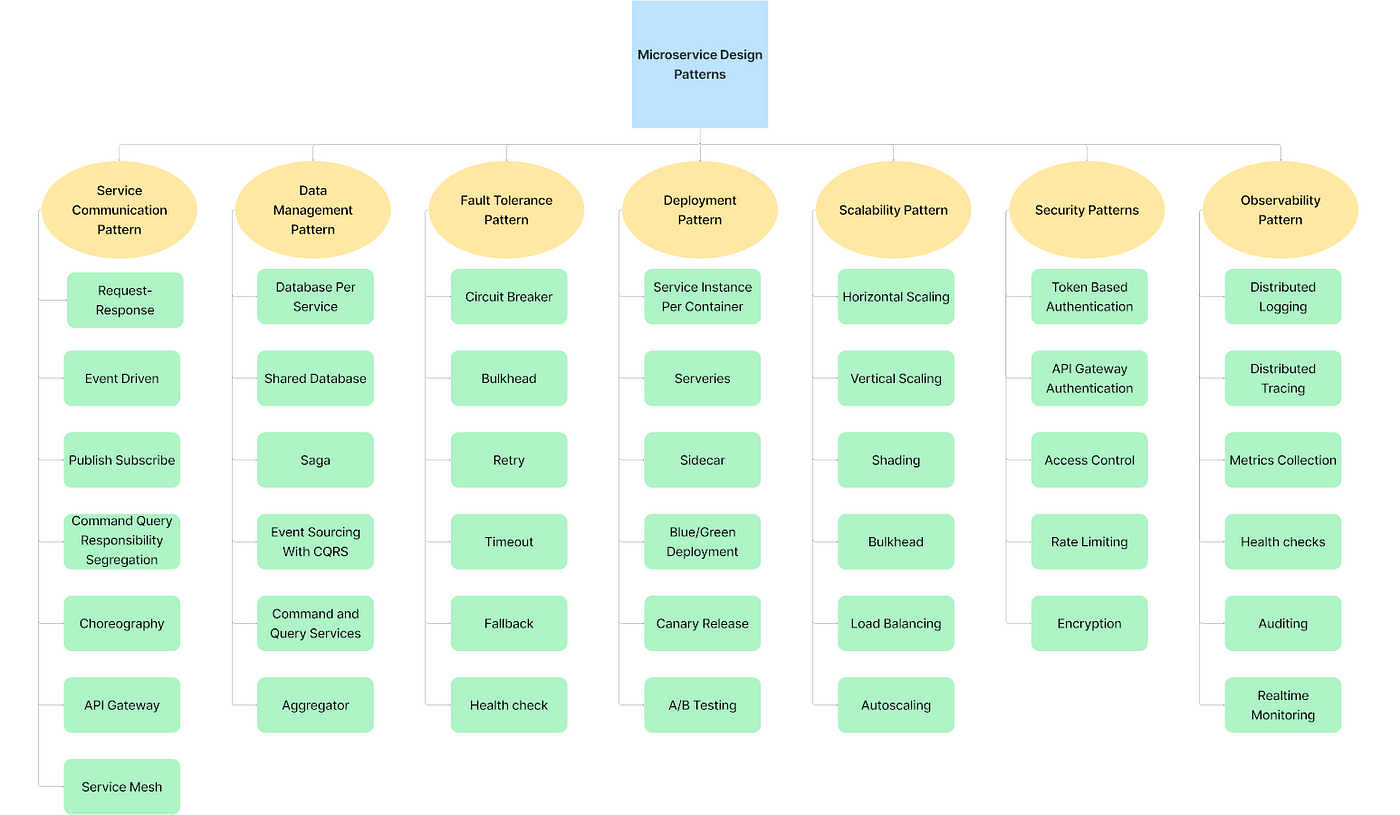 Microservice Design
Patterns
Service
Communication
Pattern
Request-
Response
Event Driven
Publish Subscribe
Command Query
Responsibility
Segregation
Choreography
API Gateway
Service Mesh
Data
Management
Pattern
Database Per
Service
Shared Database
Saga
Event Sourcing
With CQRS
Command and
Query Services
Aggregator
Fault Tolerance
Pattern
Circuit Breaker
Bulkhead
Retry
Timeout
Fallback
Health check
Deployment
Pattern
Service Instance
Per Container
Serveries
Sidecar
Blue/Green
Deployment
Canary Release
A/B Testing
Scalability Pattern
Horizontal Scaling
Vertical Scaling
Shading
Bulkhead
Load Balancing
Autoscaling
Security Patterns
Token Based
Authentication
API Gateway
Authentication
Access Control
Rate Limiting
Encryption
Observability
Pattern
Distributed
Logging
Distributed
Tracing
Metrics Collection
Health checks
Auditing
Realtime
Monitoring